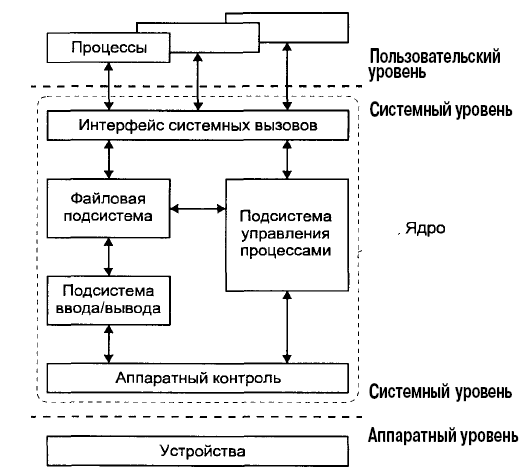 Процессы
Пользовательский
уровень
Системный уровень
Интерфейс системных вызовов
Файловая
подсистема
Подсистема
управления
процессами
Ядро
Подсистема
ввода/вывода
Аппаратный контроль
Системный уровень
Аппаратный уровень
Устройства